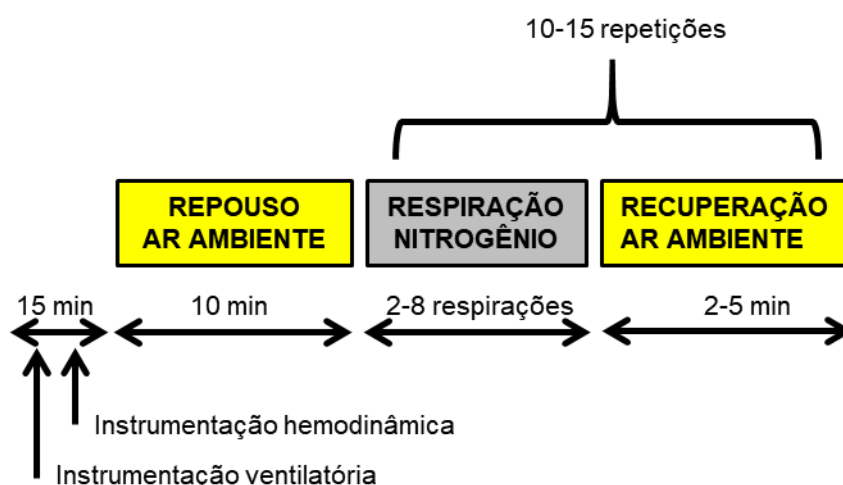 10-15 repetições
REPOUSO
AR AMBIENTE
RESPIRAÇÃO
NITROGÊNIO
RECUPERAÇÃO
AR AMBIENTE
15 min
10 min
2-8 respirações
2-5 min
Instrumentação hemodinâmica
Instrumentação ventilatória